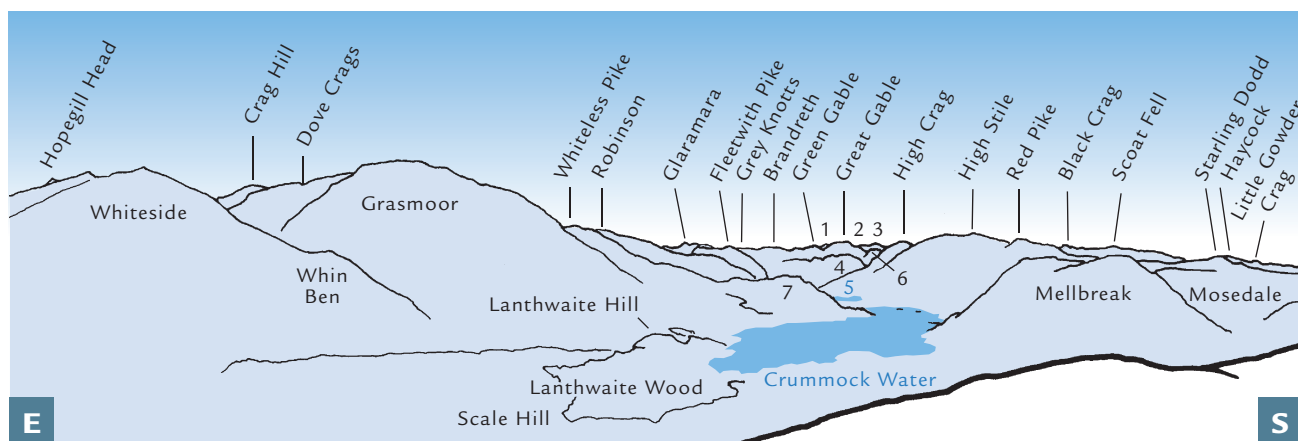 Hopegill Head
Crag Hill
Dove Crags
Whiteless Pike
Robinson
Glaramara
Fleetwith Pike
Grey Knotts
Brandreth
Green Gable
Great Gable
High Crag
High Stile
Red Pike
Black Crag
Scoat Fell
Starling Dodd
Haycock
Little Gowder
Crag
Whiteside
Grasmoor
1 2 3
4
5
6
7
Whin
Ben
Lanthwaite Hill
Mellbreak
Mosedale
Lanthwaite Wood
Crummock Water
Scale Hill
E
S